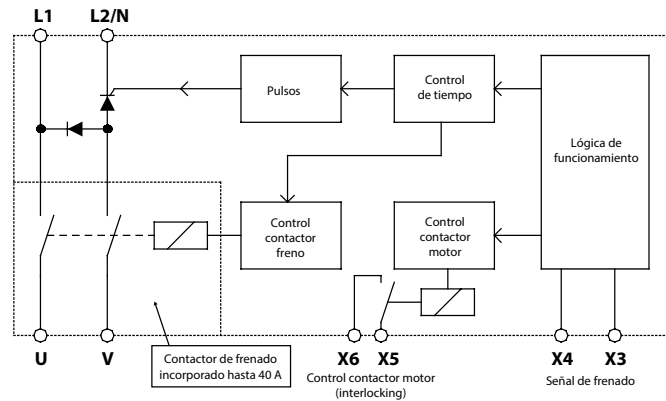 L1 L2/N
Pulsos
Control
de tiempo
Lógica de
funcionamiento
Control
contactor
freno
Control
contactor
motor
U V
Contactor de frenado
incorporado hasta 40 A
X6 X5
Control contactor motor
(interlocking)
X4 X3
Señal de frenado